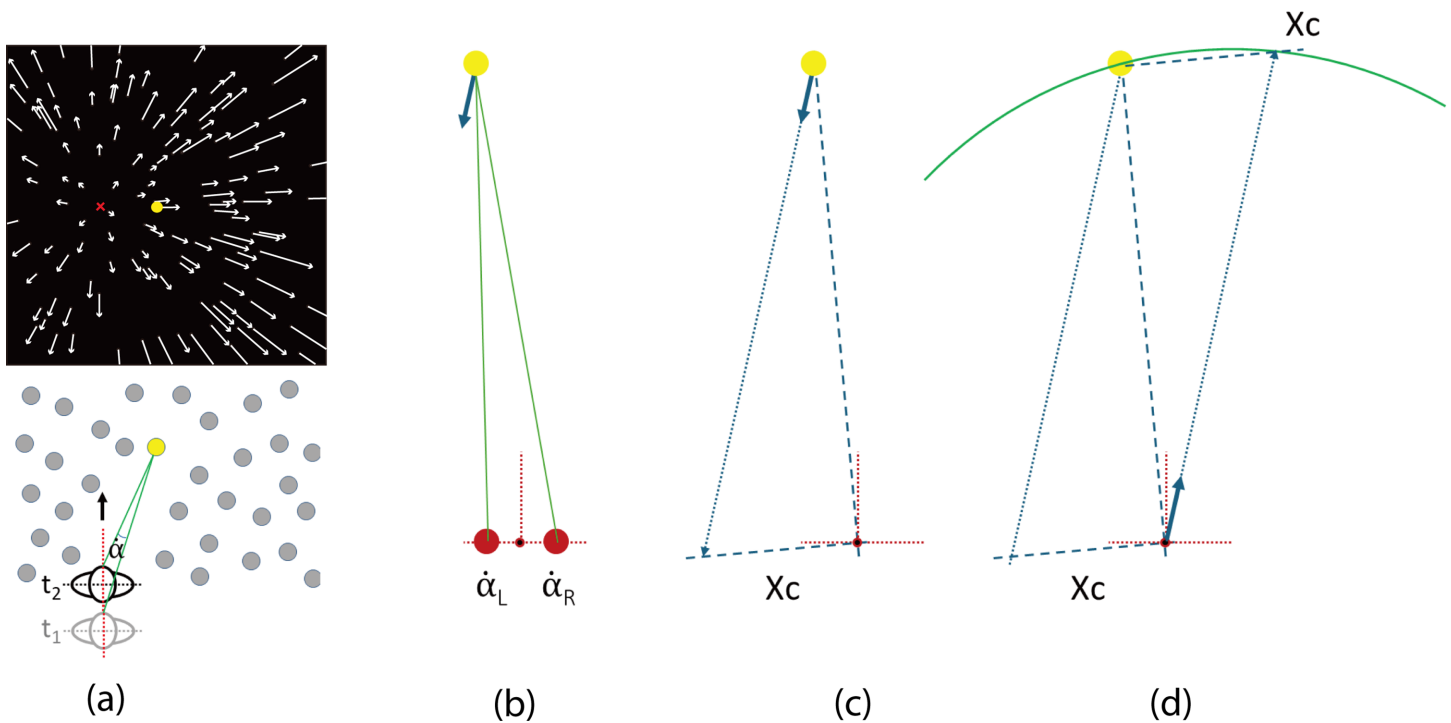 α̇
t₂
t₁
(a)
α̇L α̇R
(b)
Xc
(c)
Xc
Xc
(d)